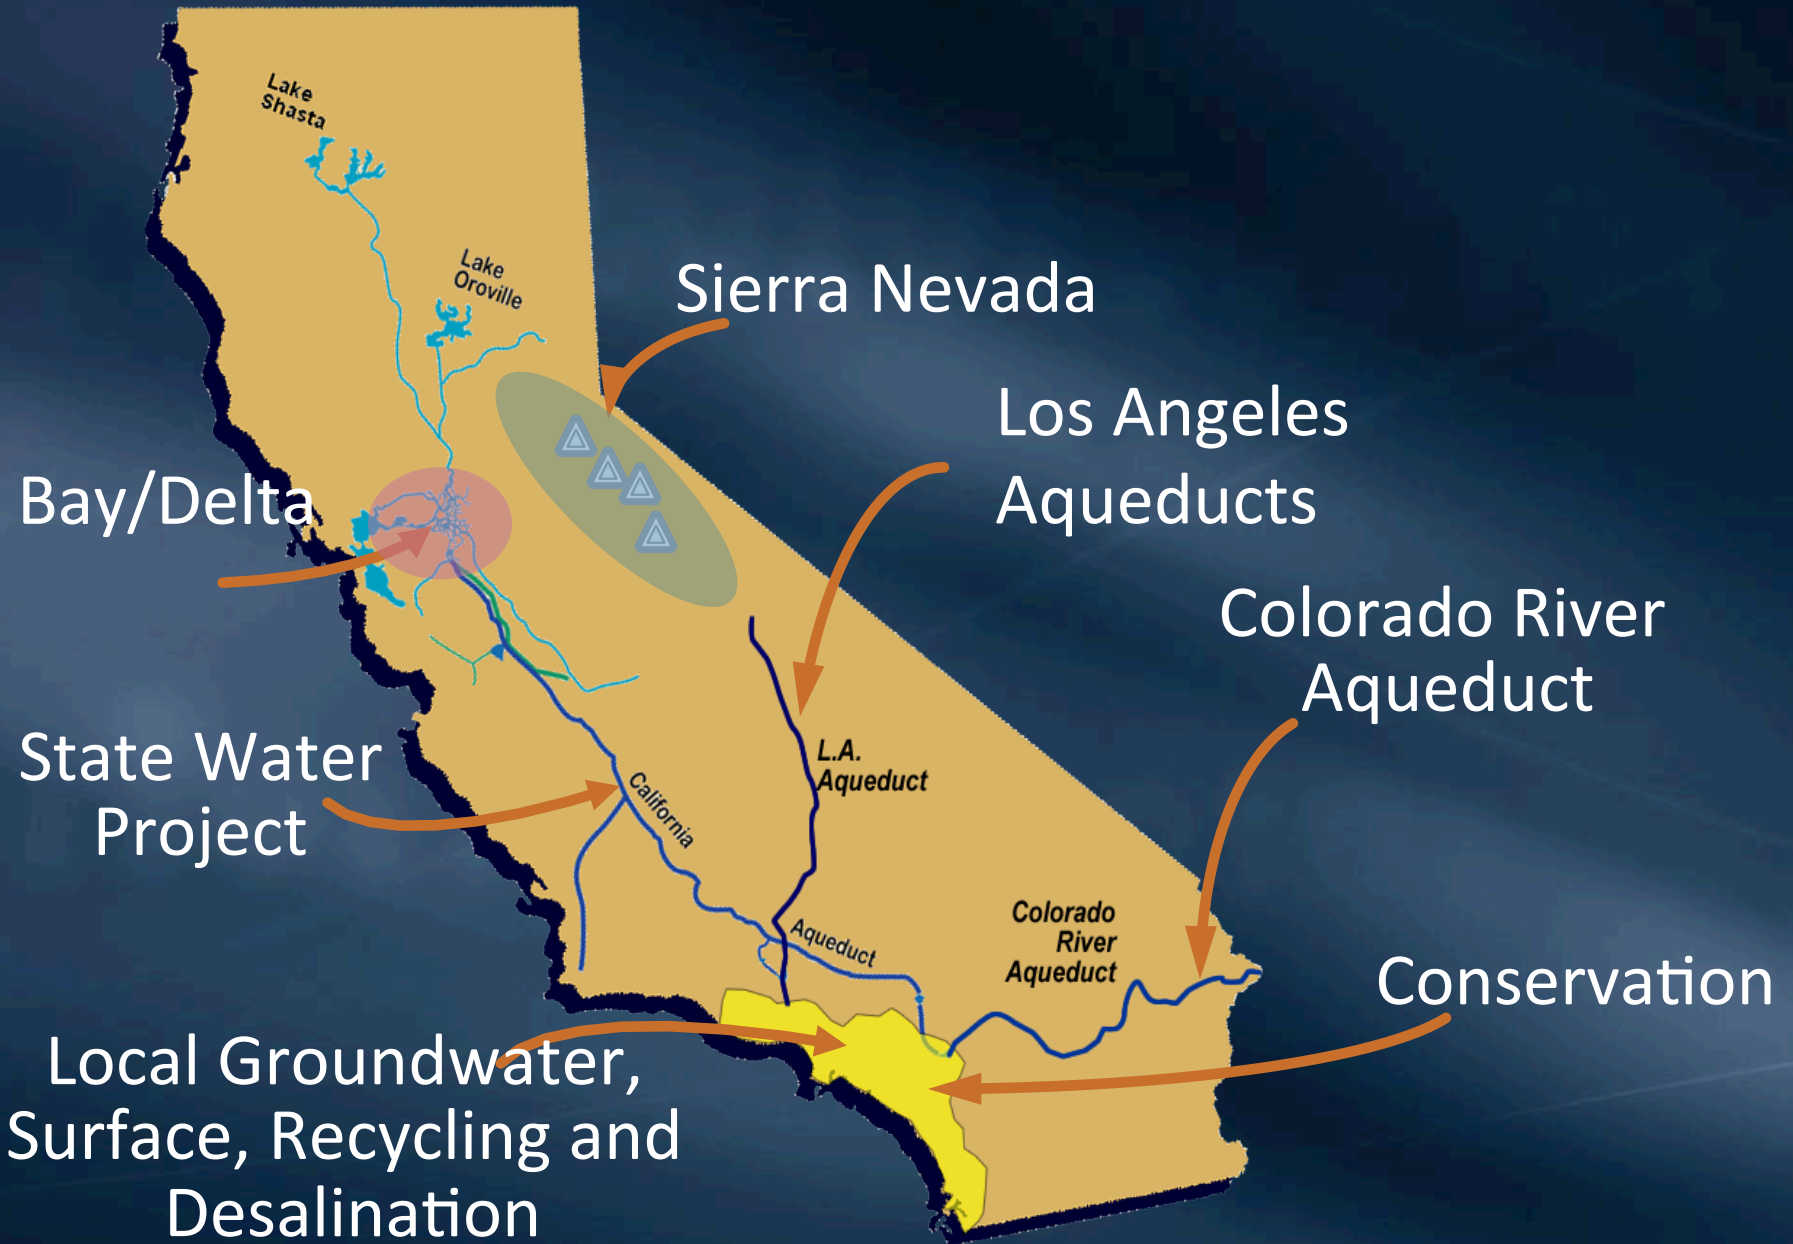 Lake
Shasta
Lake
Oroville
Sierra Nevada
Los Angeles
Aqueducts
Bay/Delta
Colorado River
Aqueduct
State Water
Project
L.A.
Aqueduct
California
Aqueduct
Colorado
River
Aqueduct
Conservation
Local Groundwater,
Surface, Recycling and
Desalination